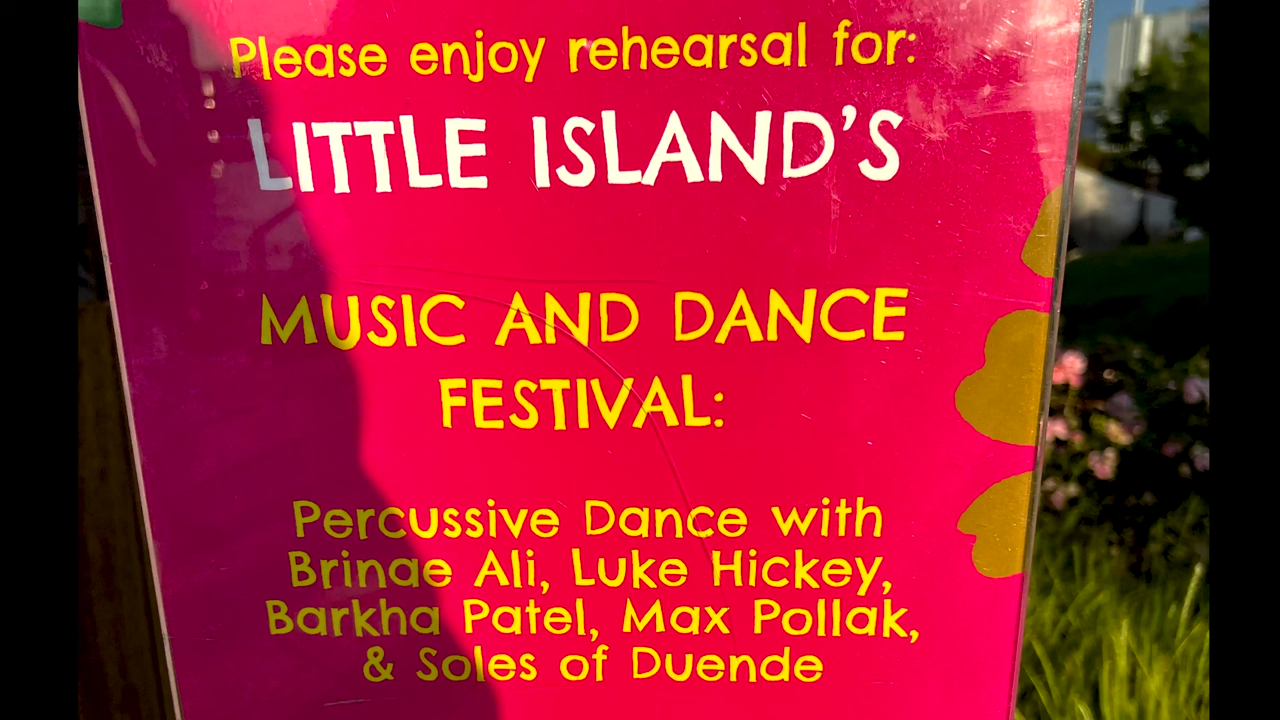 Please enjoy rehearsal for:
LITTLE ISLAND'S
MUSIC AND DANCE
FESTIVAL:
Percussive Dance with
Brinae Ali, Luke Hickey,
Barkha Patel, Max Pollak,
& Soles of Duende